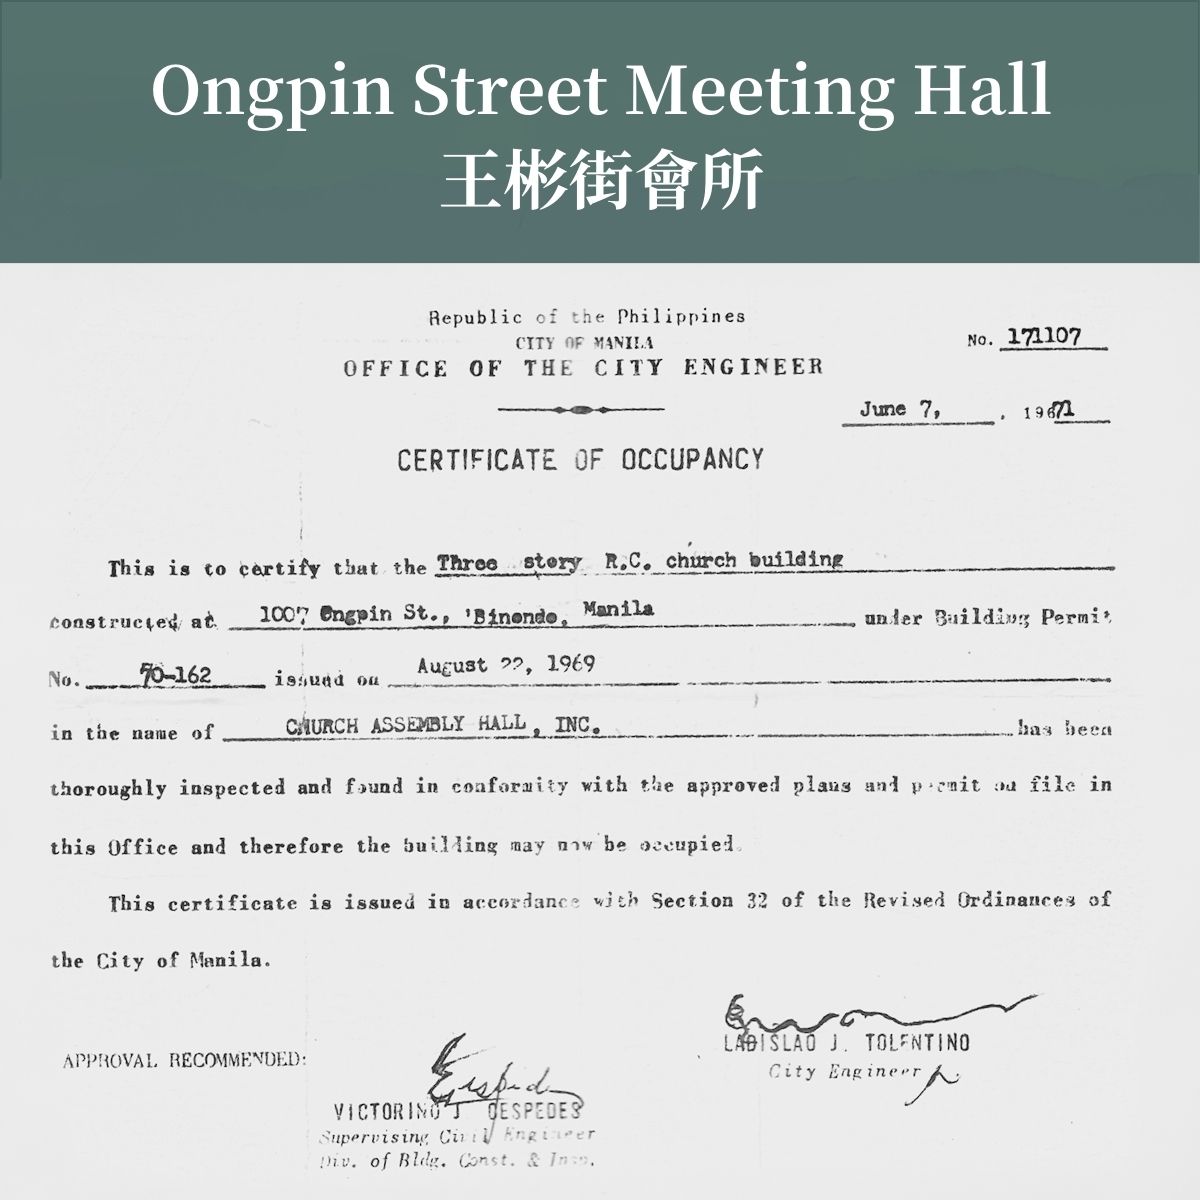 Ongpin Street Meeting Hall
王彬街會所
Republic of the Philippines
CITY OF MANILA
OFFICE OF THE CITY ENGINEER
No. 171107
June 7, , 19671
CERTIFICATE OF OCCUPANCY
This is to certify that the Three story R.C. church building
constructed at 1007 Ongpin St., Binondo, Manila under Building Permit
No. 70-162 issued on August 22, 1969
in the name of CHURCH ASSEMBLY HALL, INC. has been
thoroughly inspected and found in conformity with the approved plans and permit on file in
this Office and therefore the building may now be occupied.
This certificate is issued in accordance with Section 32 of the Revised Ordinances of
the City of Manila.
LADISLAO J. TOLENTINO
City Engineer
APPROVAL RECOMMENDED:
VICTORINO J. CESPEDES
Supervising Civil Engineer
Div. of Bldg. Const. & Insp.